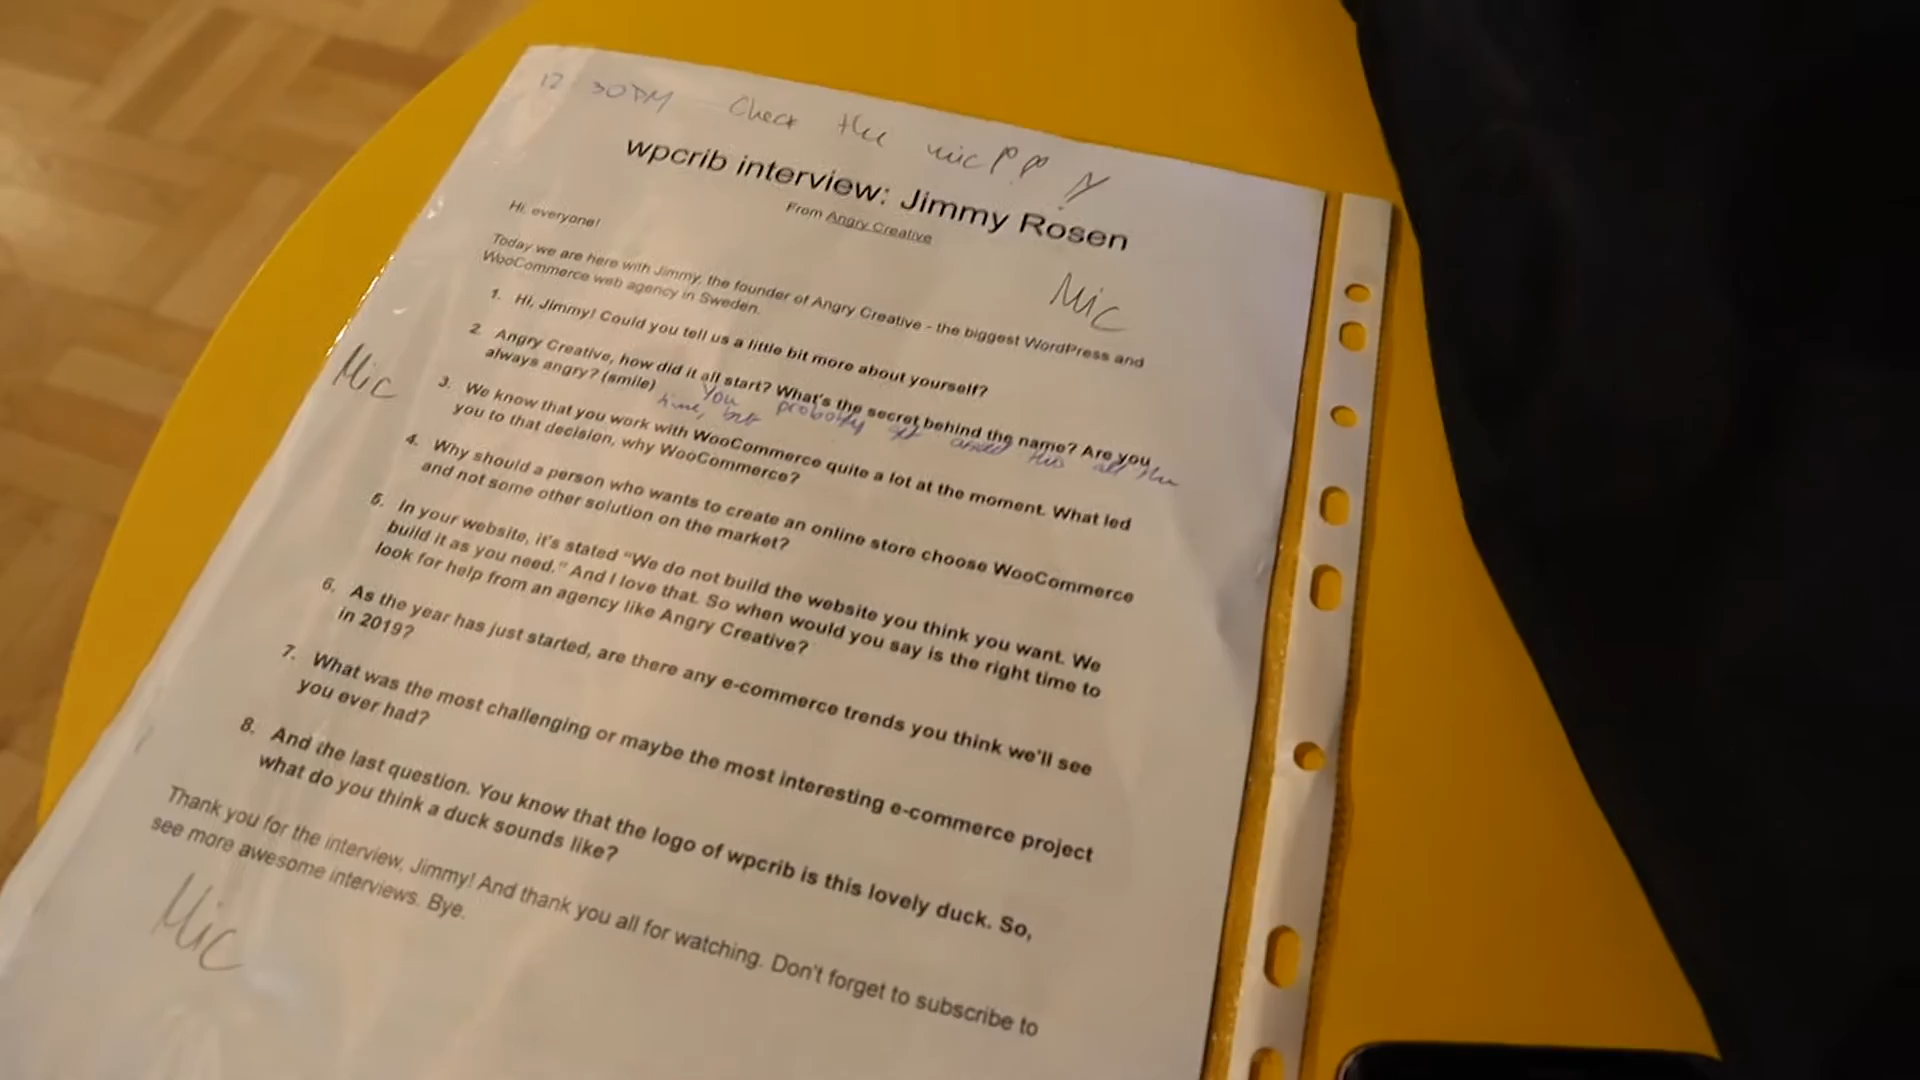 12 30PM Check the mic!?!
wpcrib interview: Jimmy Rosen
From Angry Creative
Mic
Hi, everyone!
Today we are here with Jimmy, the founder of Angry Creative - the biggest WordPress and
WooCommerce web agency in Sweden.
1. Hi, Jimmy! Could you tell us a little bit more about yourself?
2. Angry Creative, how did it all start? What's the secret behind the name? Are you
always angry? (smile)
You probably get asked this all the
time, but
Mic
3. We know that you work with WooCommerce quite a lot at the moment. What led
you to that decision, why WooCommerce?
4. Why should a person who wants to create an online store choose WooCommerce
and not some other solution on the market?
5. In your website, it's stated "We do not build the website you think you want. We
build it as you need." And I love that. So when would you say is the right time to
look for help from an agency like Angry Creative?
6. As the year has just started, are there any e-commerce trends you think we'll see
in 2019?
7. What was the most challenging or maybe the most interesting e-commerce project
you ever had?
8. And the last question. You know that the logo of wpcrib is this lovely duck. So,
what do you think a duck sounds like?
Thank you for the interview, Jimmy! And thank you all for watching. Don't forget to subscribe to
see more awesome interviews. Bye.
Mic